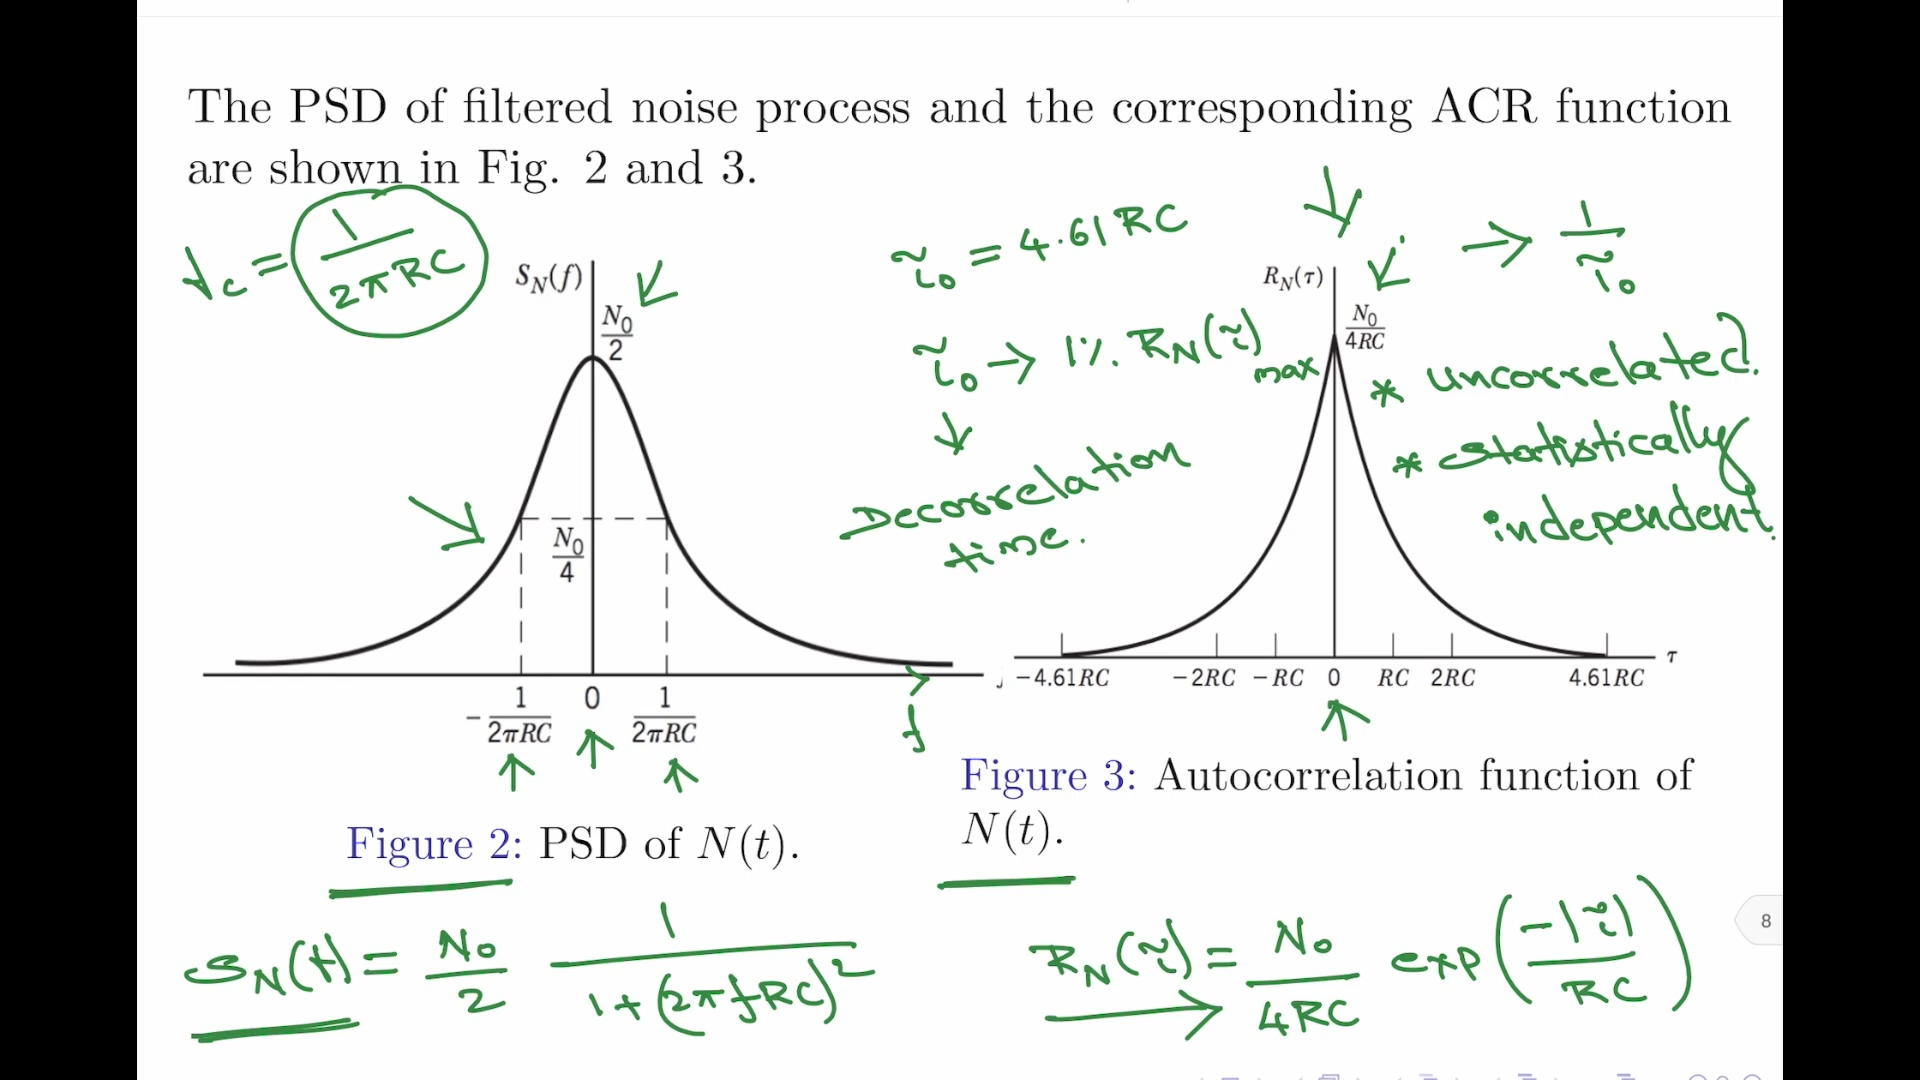 The PSD of filtered noise process and the corresponding ACR function
are shown in Fig. 2 and 3.
fc = 1/2πRC
SN(f)
N0/2
N0/4
-1/2πRC 0 1/2πRC
f
Figure 2: PSD of N(t).
SN(f) = N0/2 1/1+(2πfRC)²
τ0 = 4.61RC
τ0 → 1% RN(τ)max
Decorrelation
time.
RN(τ)
N0/4RC
→ 1/τ0
* uncorrelated.
* statistically
independent.
-4.61RC -2RC -RC 0 RC 2RC 4.61RC τ
Figure 3: Autocorrelation function of
N(t).
RN(τ) = N0/4RC exp(-|τ|/RC)
8